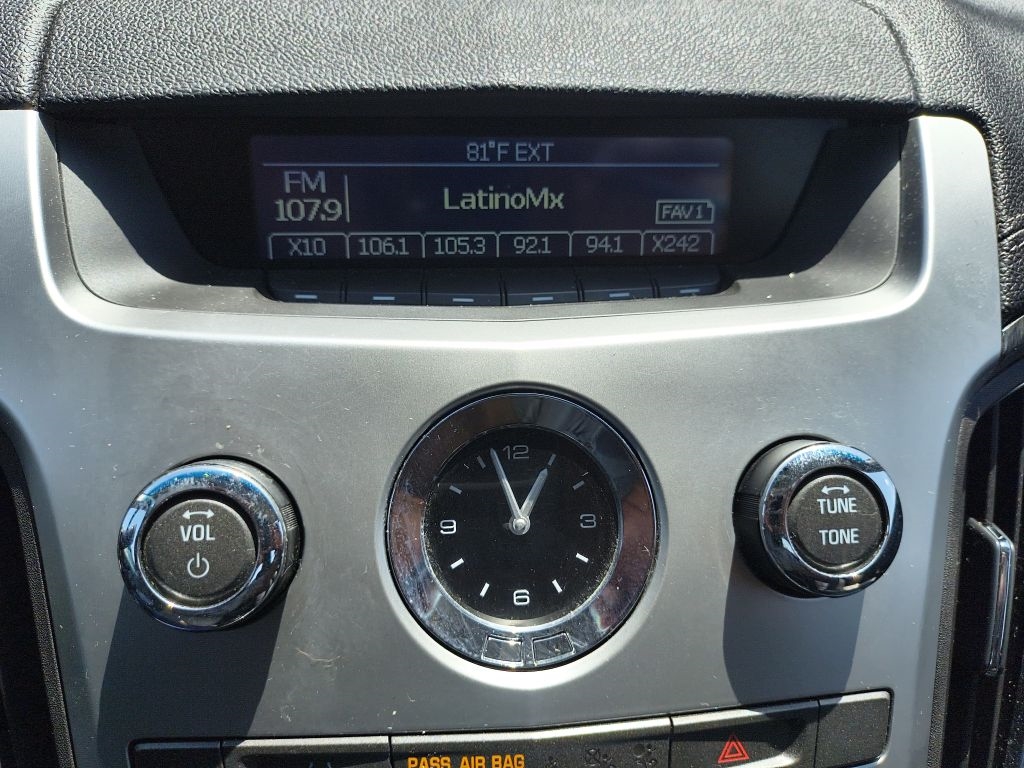 81°F EXT
FM
107.9
LatinoMx
FAV1
X10 106.1 105.3 92.1 94.1 X242
VOL
12
3
6
9
TUNE
TONE
PASS AIR BAG